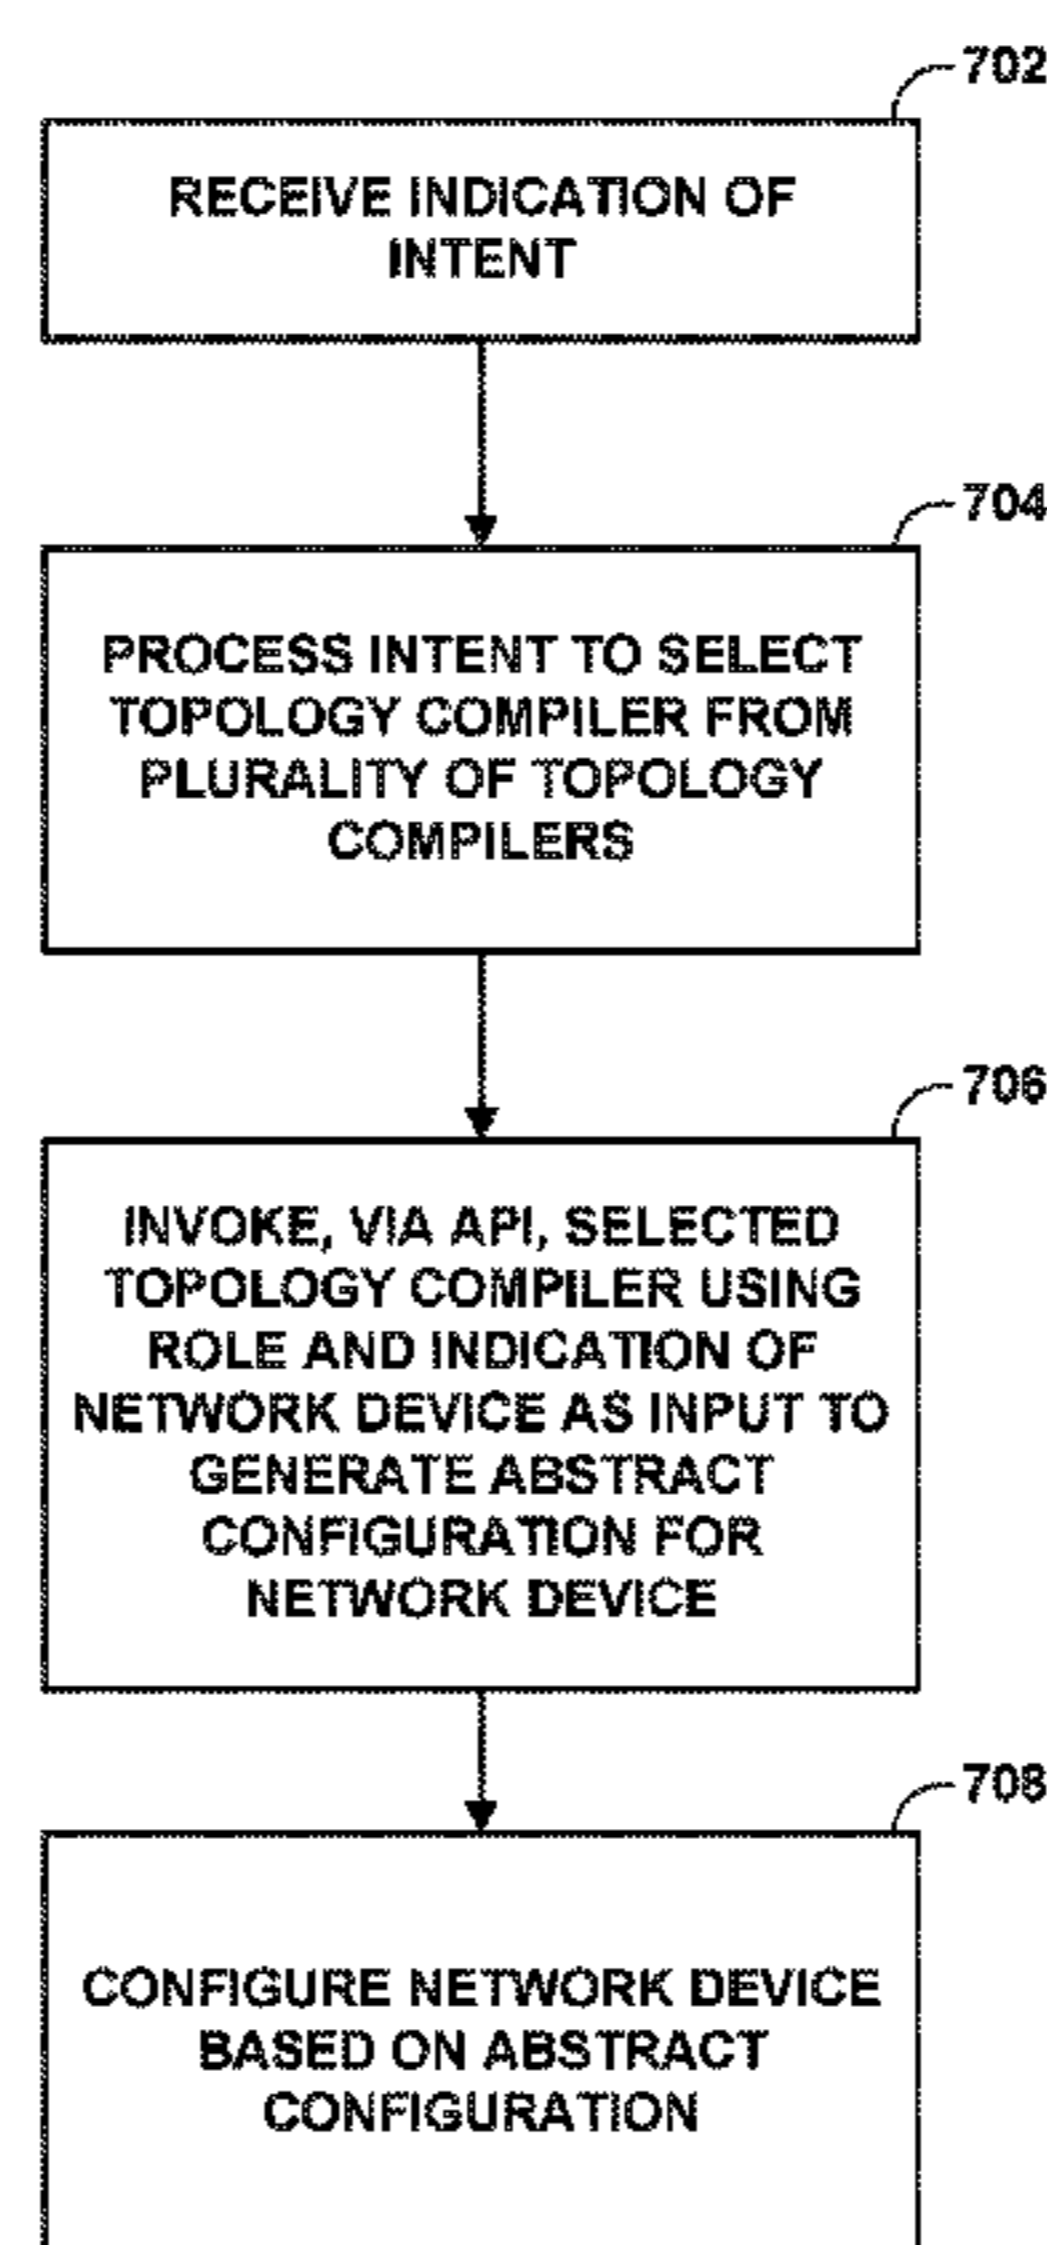 702
RECEIVE INDICATION OF
INTENT
704
PROCESS INTENT TO SELECT
TOPOLOGY COMPILER FROM
PLURALITY OF TOPOLOGY
COMPILERS
706
INVOKE, VIA API, SELECTED
TOPOLOGY COMPILER USING
ROLE AND INDICATION OF
NETWORK DEVICE AS INPUT TO
GENERATE ABSTRACT
CONFIGURATION FOR
NETWORK DEVICE
708
CONFIGURE NETWORK DEVICE
BASED ON ABSTRACT
CONFIGURATION